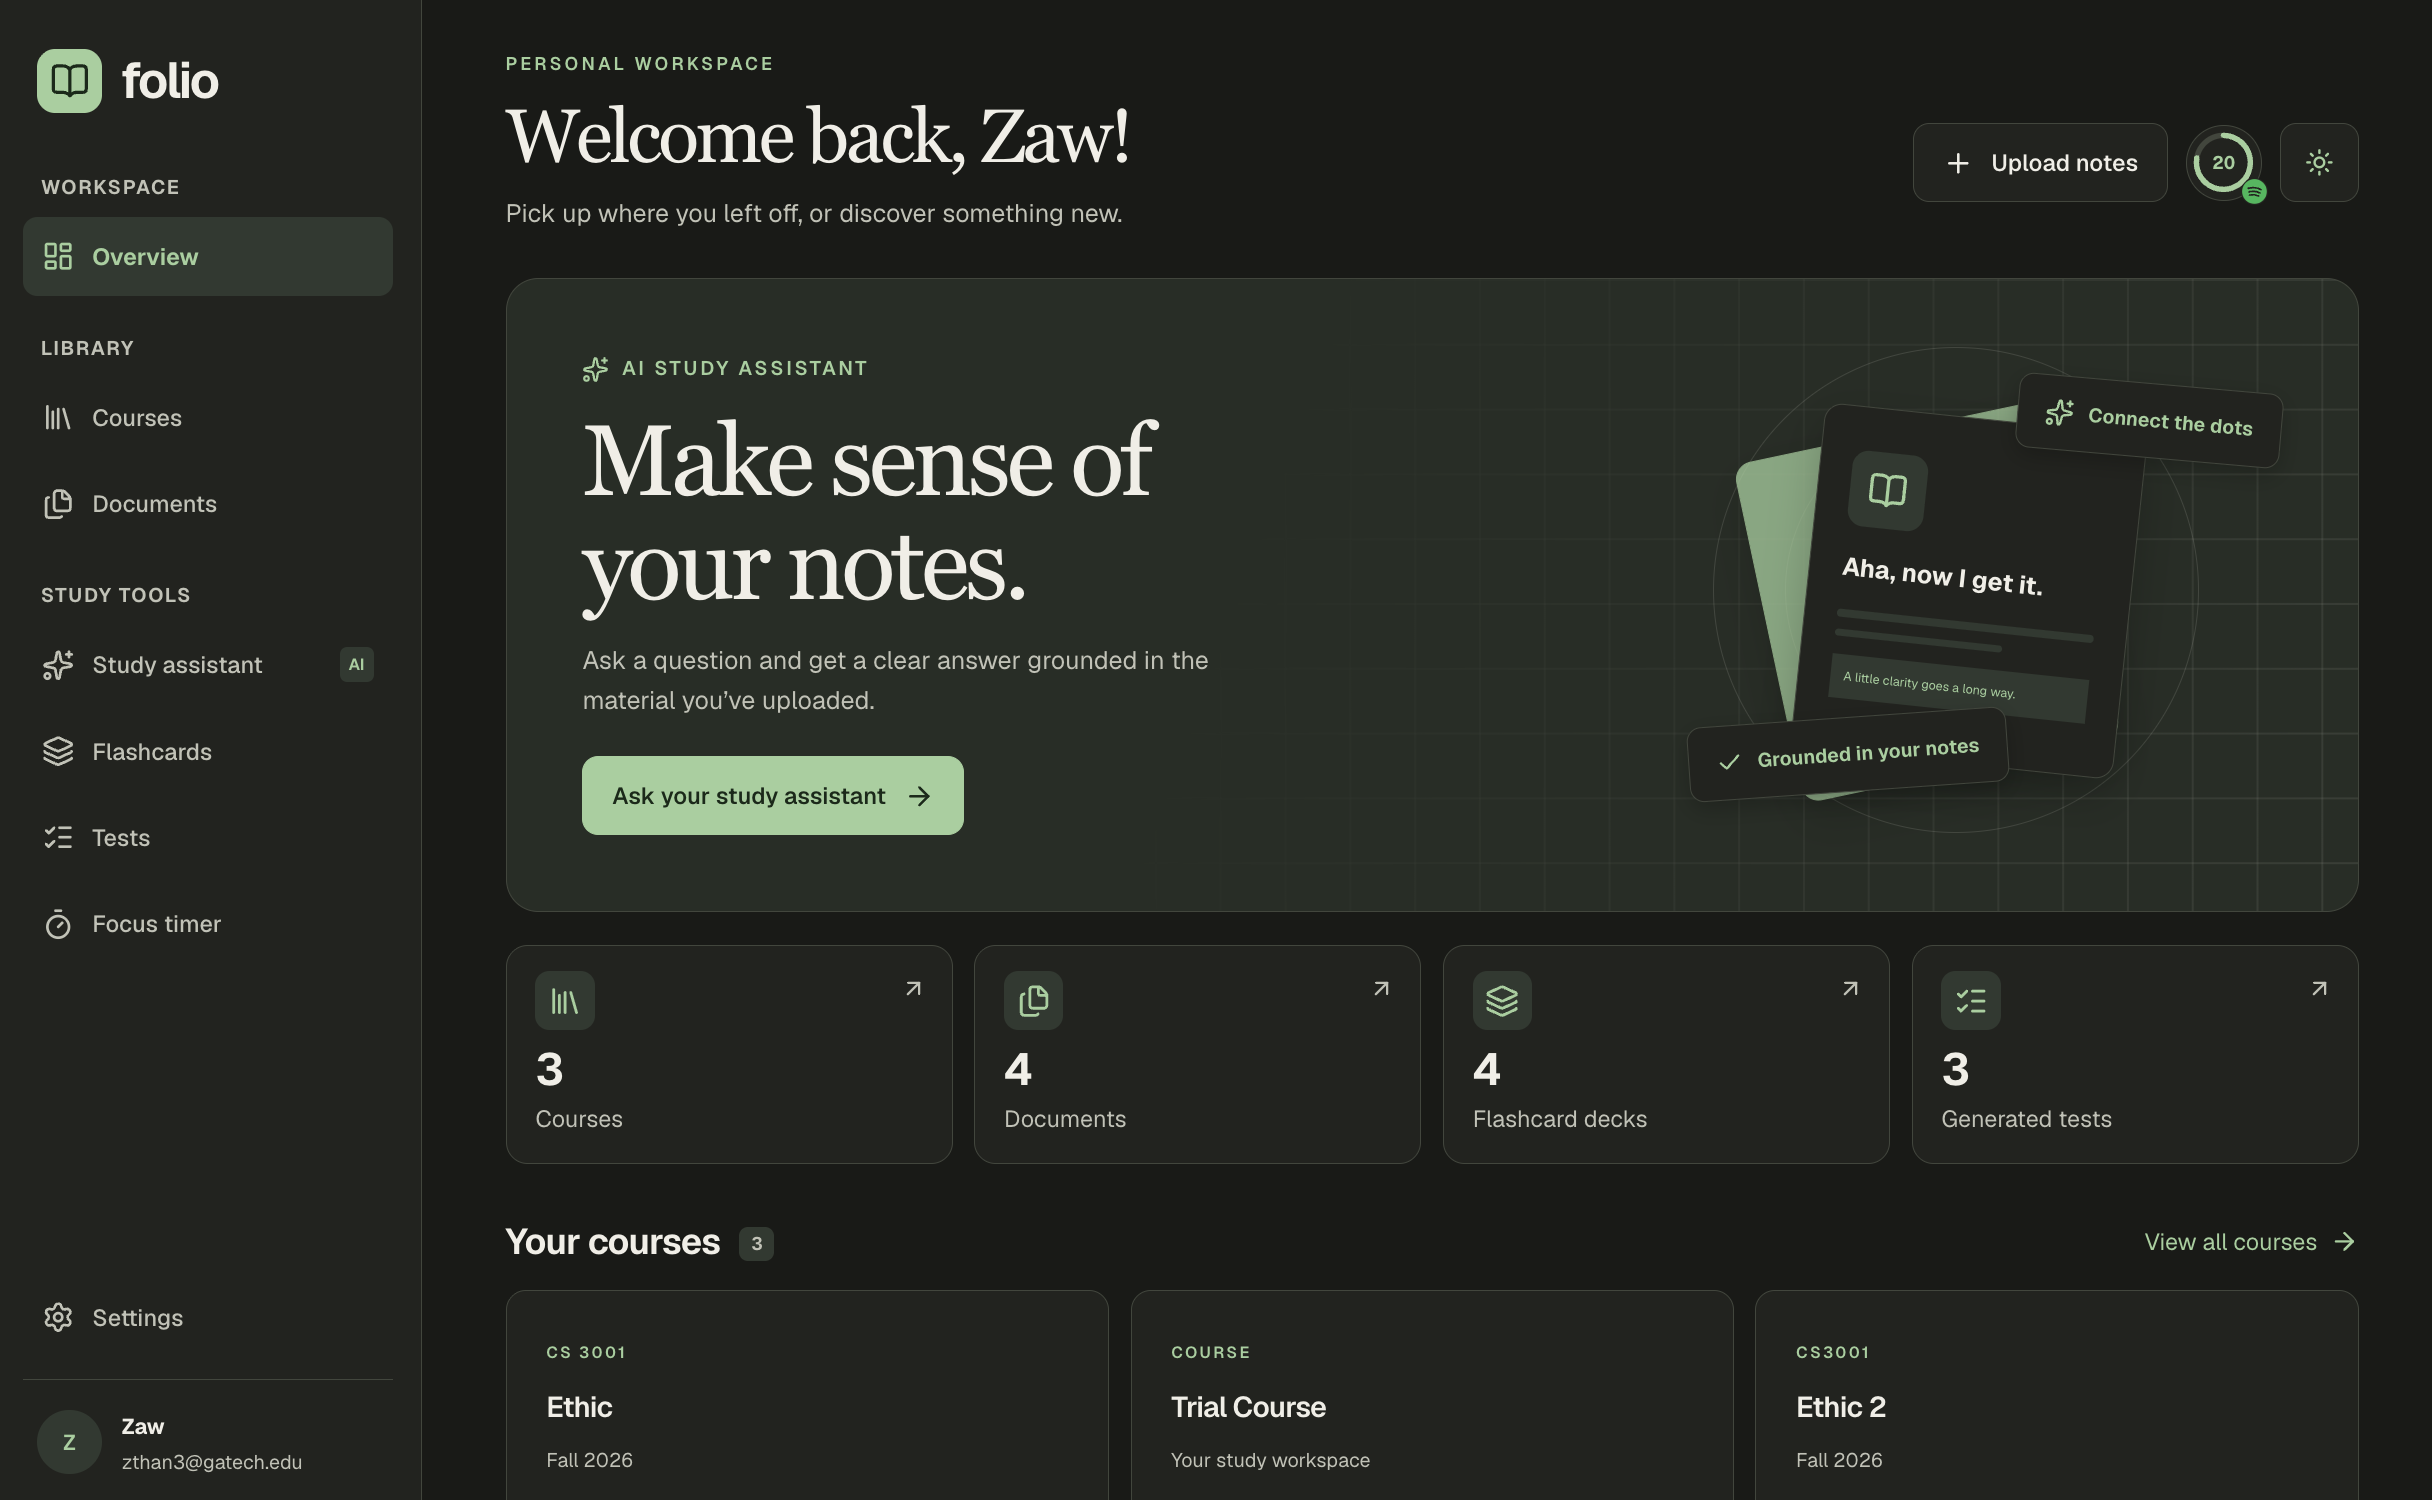 folio
WORKSPACE
Overview
LIBRARY
Courses
Documents
STUDY TOOLS
Study assistant AI
Flashcards
Tests
Focus timer
Settings
Z
Zaw
zthan3@gatech.edu
PERSONAL WORKSPACE
Welcome back, Zaw!
Pick up where you left off, or discover something new.
Upload notes
20
AI STUDY ASSISTANT
Make sense of
your notes.
Ask a question and get a clear answer grounded in the
material you’ve uploaded.
Ask your study assistant
Connect the dots
Aha, now I get it.
A little clarity goes a long way.
Grounded in your notes
3
Courses
4
Documents
4
Flashcard decks
3
Generated tests
Your courses 3
View all courses
CS 3001
Ethic
Fall 2026
COURSE
Trial Course
Your study workspace
CS3001
Ethic 2
Fall 2026